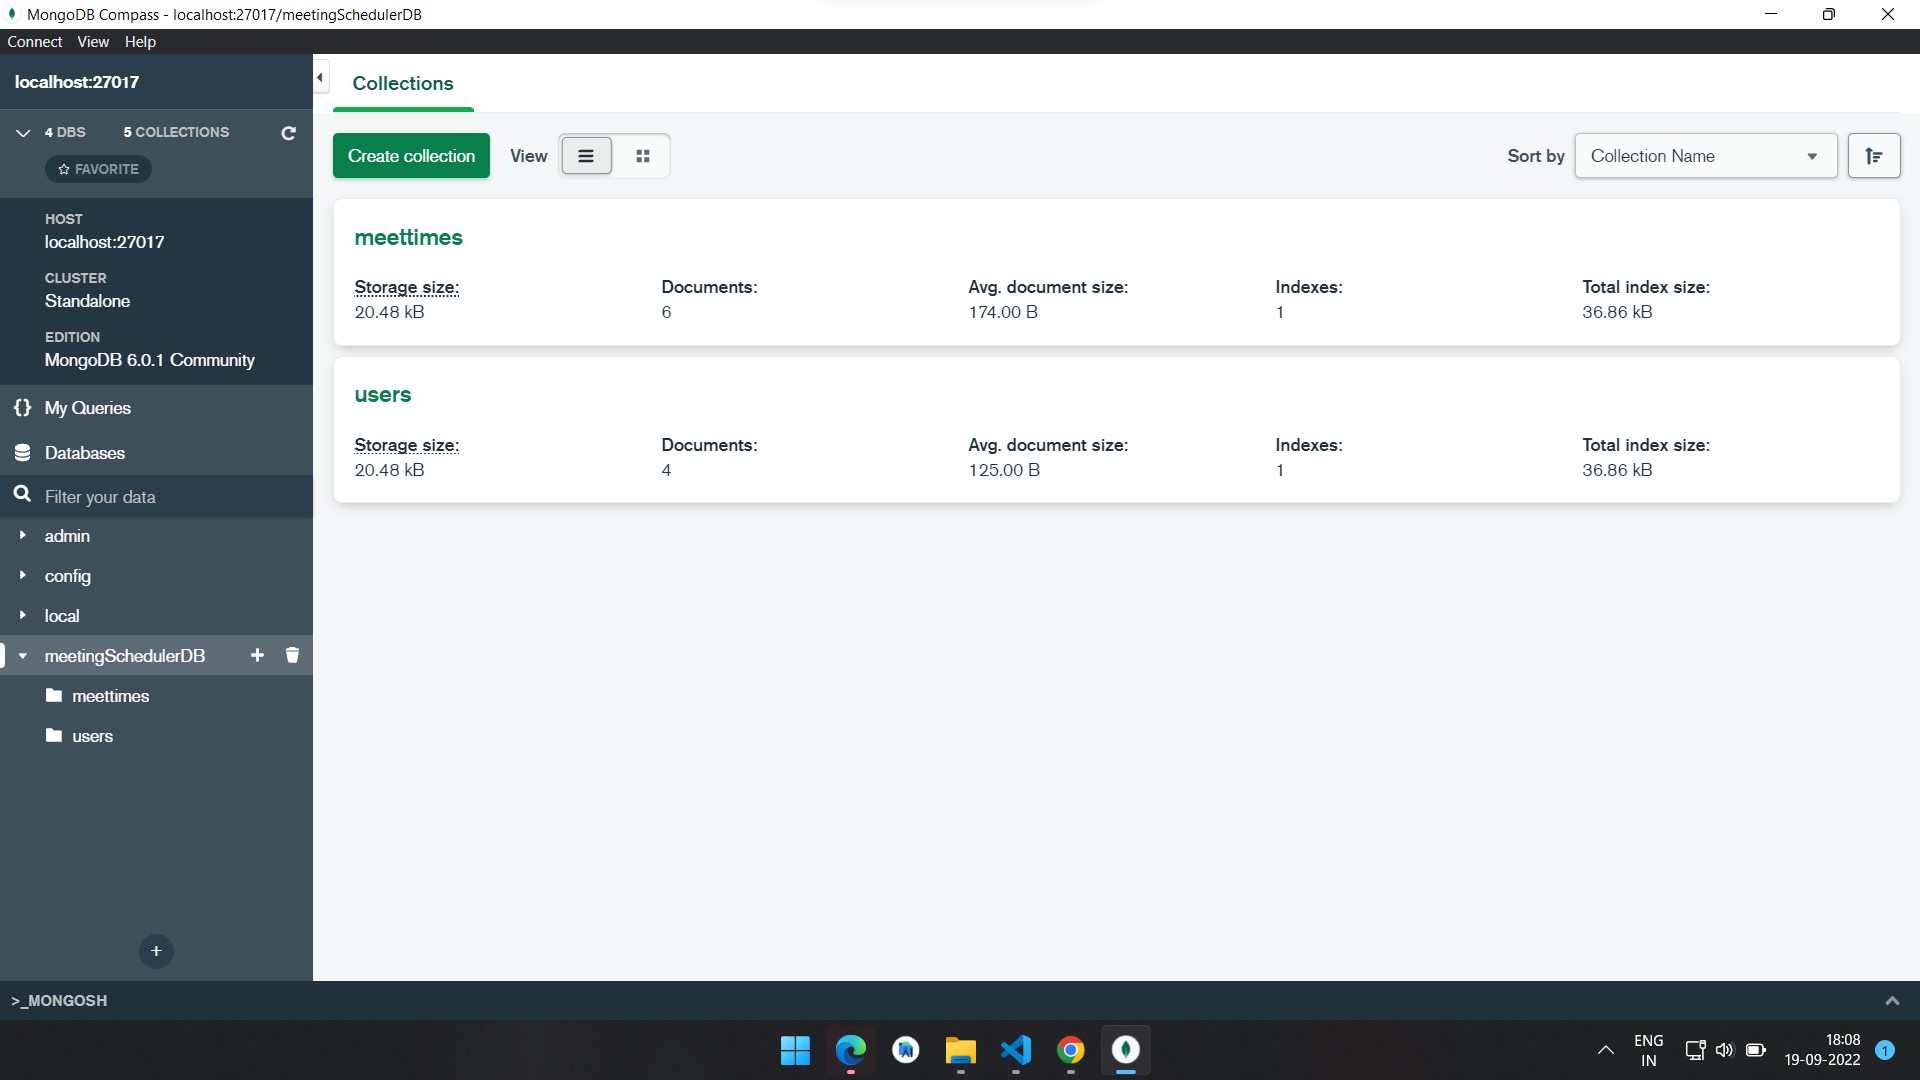 MongoDB Compass - localhost:27017/meetingSchedulerDB
Connect View Help
localhost:27017
4 DBS 5 COLLECTIONS
FAVORITE
HOST
localhost:27017
CLUSTER
Standalone
EDITION
MongoDB 6.0.1 Community
{} My Queries
Databases
Filter your data
admin
config
local
meetingSchedulerDB
meettimes
users
Collections
Create collection View Sort by Collection Name
meettimes
Storage size: Documents: Avg. document size: Indexes: Total index size:
20.48 kB 6 174.00 B 1 36.86 kB
users
Storage size: Documents: Avg. document size: Indexes: Total index size:
20.48 kB 4 125.00 B 1 36.86 kB
>_MONGOSH
ENG
IN
18:08
19-09-2022
1